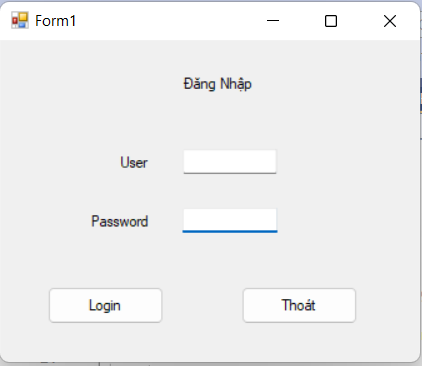 Form1
Đăng Nhập
User
Password
Login
Thoát